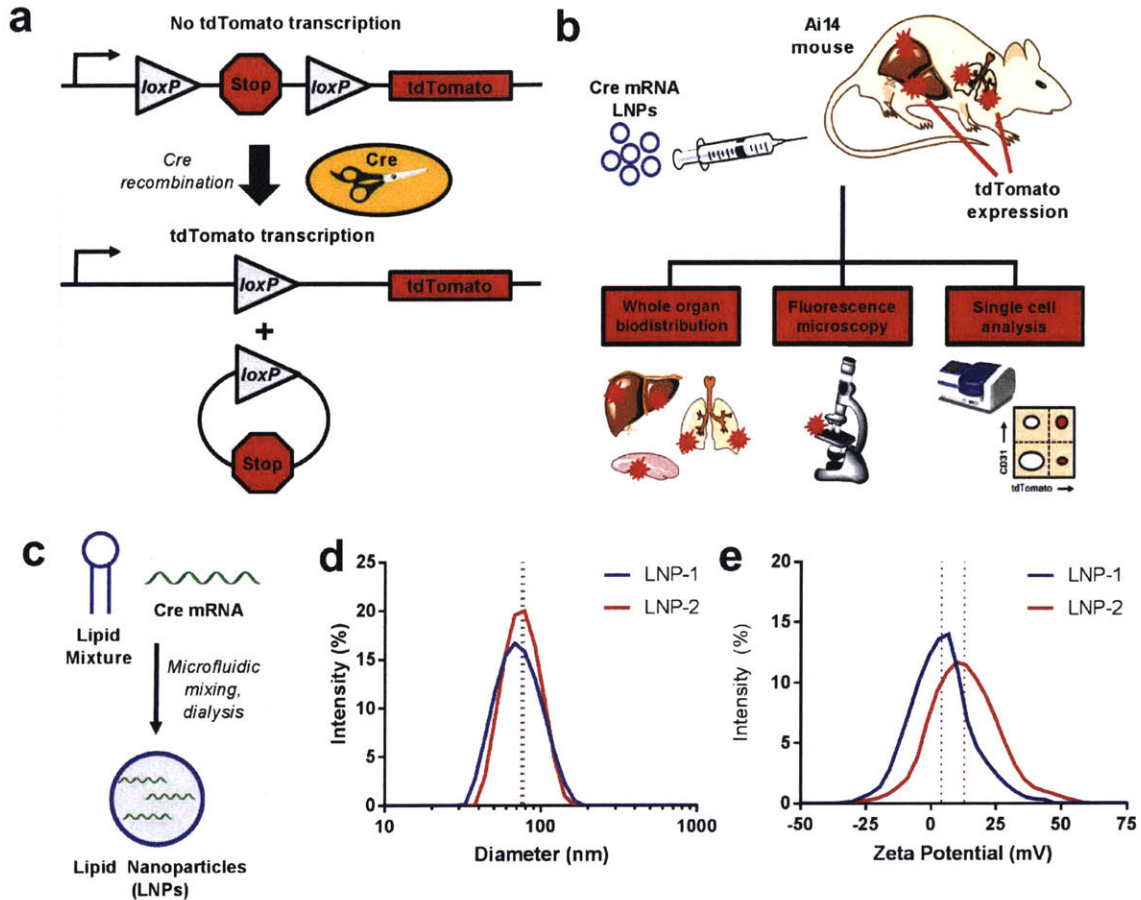 a
No tdTomato transcription
loxP
Stop
loxP
tdTomato
Cre
recombination
Cre
tdTomato transcription
loxP
tdTomato
+
loxP
Stop
b
Ai14
mouse
Cre mRNA
LNPs
tdTomato
expression
Whole organ
biodistribution
Fluorescence
microscopy
Single cell
analysis
CD31
tdTomato
c
Lipid
Mixture
Cre mRNA
Microfluidic
mixing,
dialysis
Lipid Nanoparticles
(LNPs)
d
Intensity (%)
25
20
15
10
5
0
10
100
1000
Diameter (nm)
LNP-1
LNP-2
e
Intensity (%)
20
15
10
5
0
-50
-25
0
25
50
75
Zeta Potential (mV)
LNP-1
LNP-2